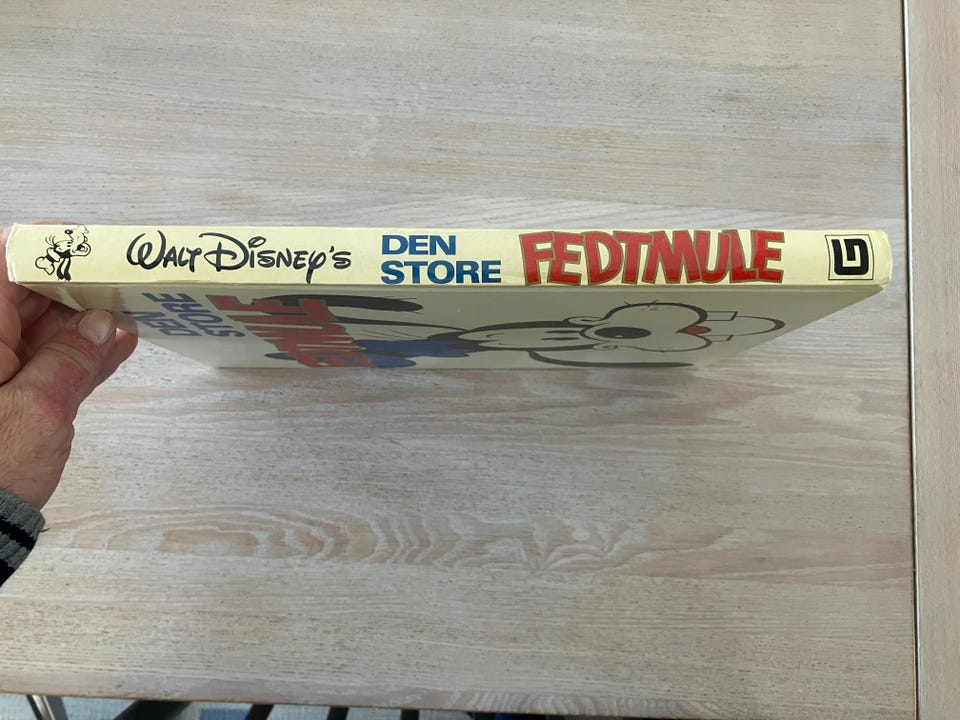 WALT DISNEY'S
DEN
STORE
FEDTMULE
G
DEN
STORE
FEDTMULE